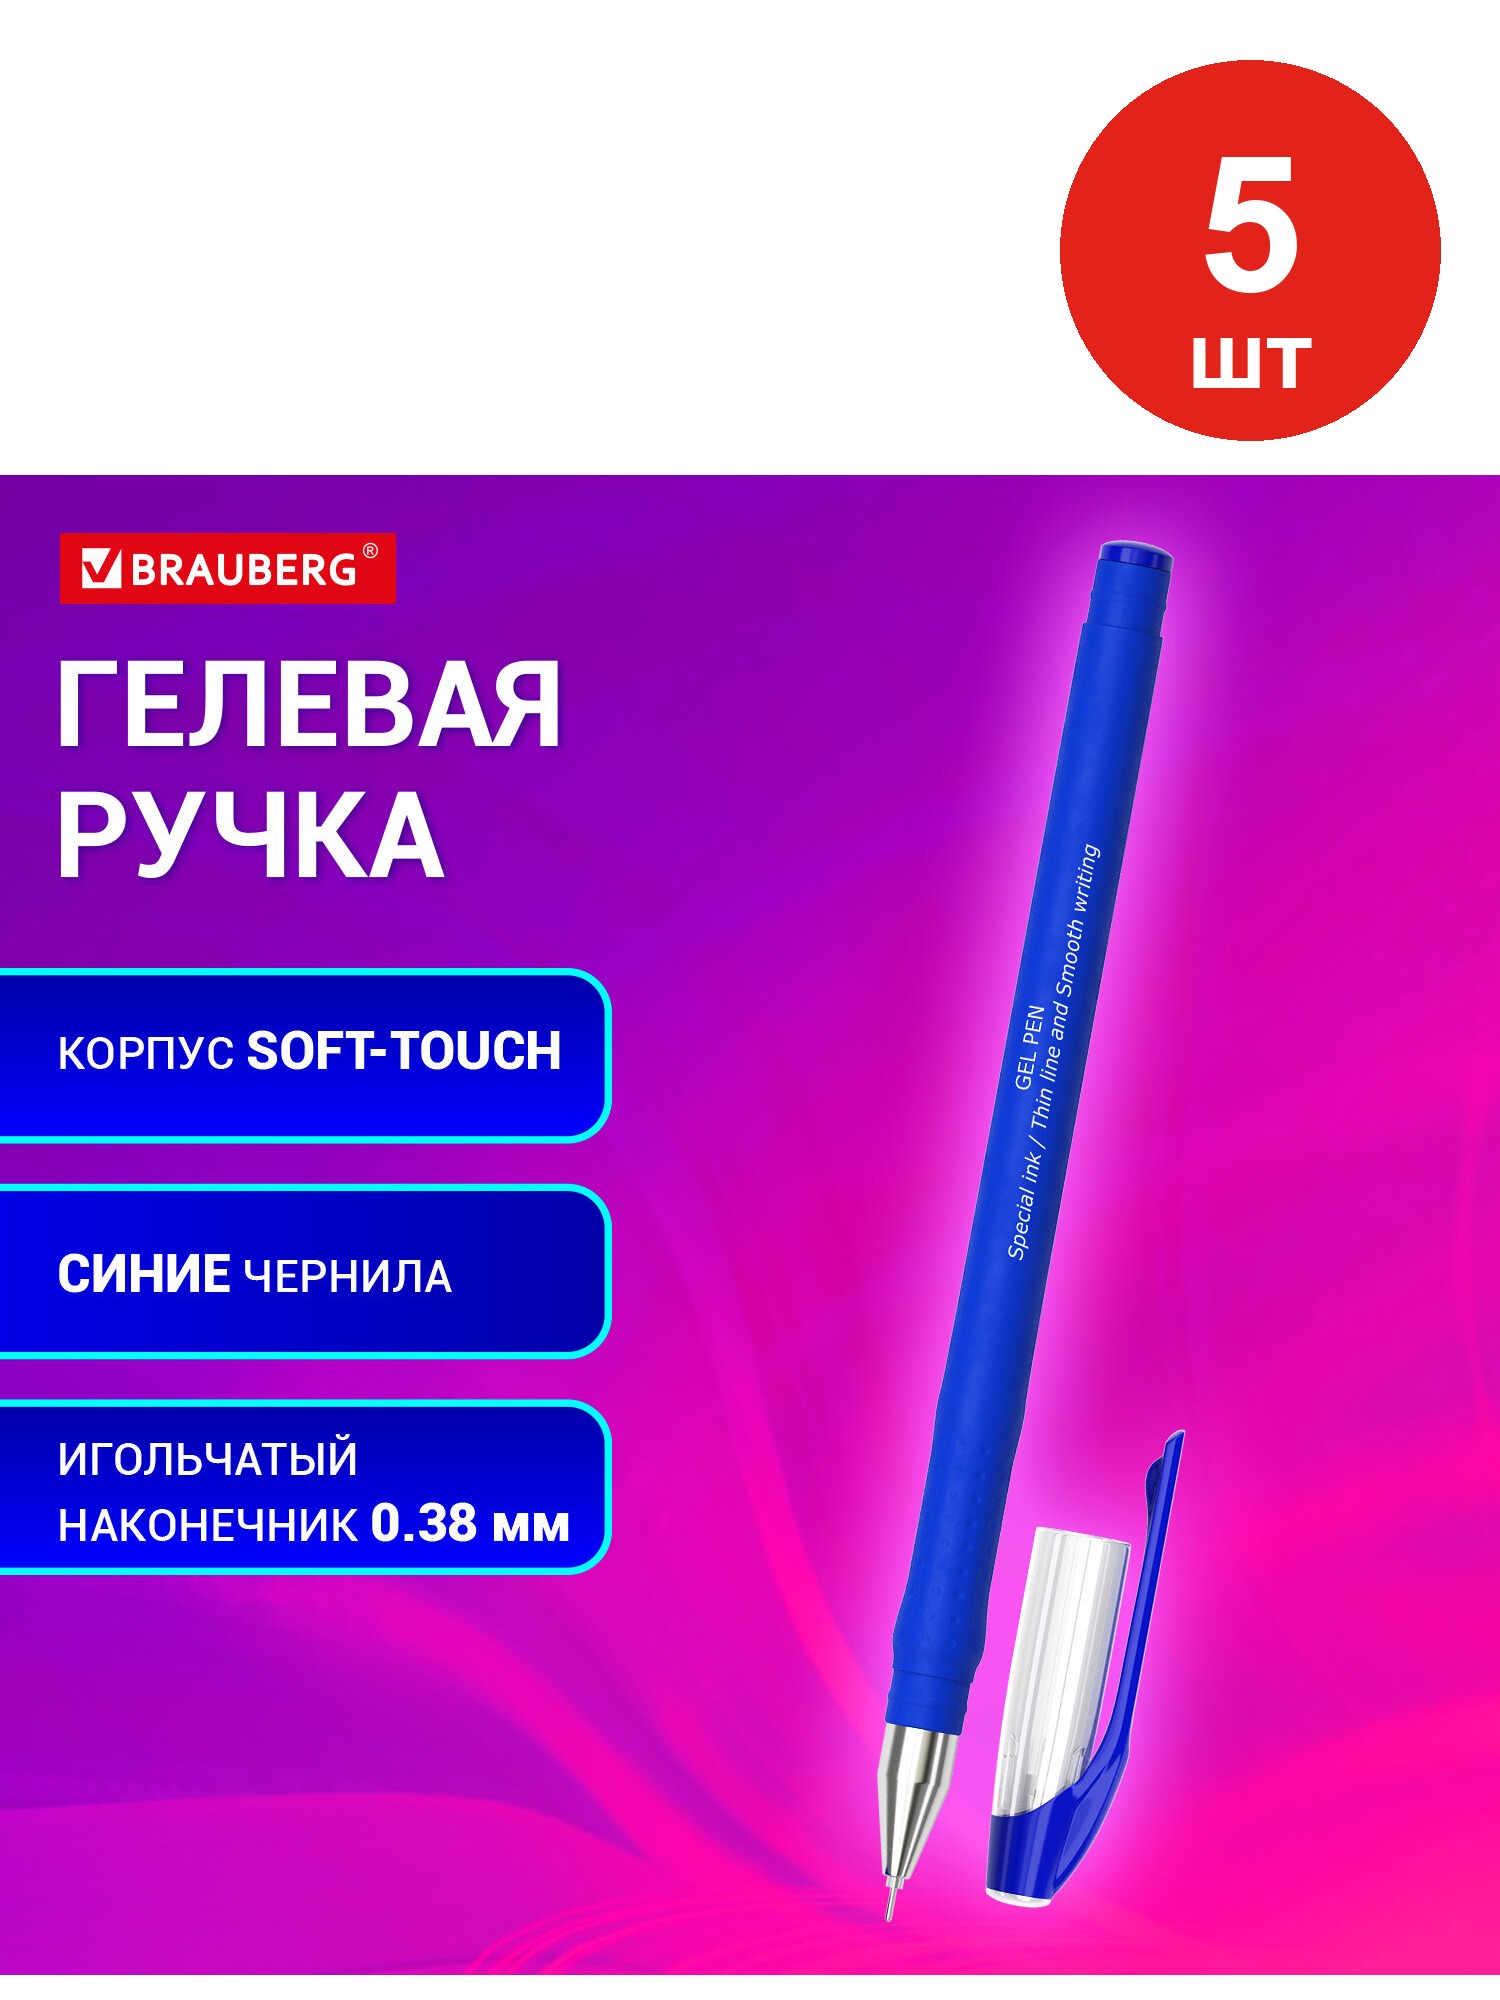 5
шт
BRAUBERG®
ГЕЛЕВАЯ
РУЧКА
КОРПУС SOFT-TOUCH
СИНИЕ ЧЕРНИЛА
ИГОЛЬЧАТЫЙ
НАКОНЕЧНИК 0.38 мм
GEL PEN
Special ink / Thin line and Smooth writing